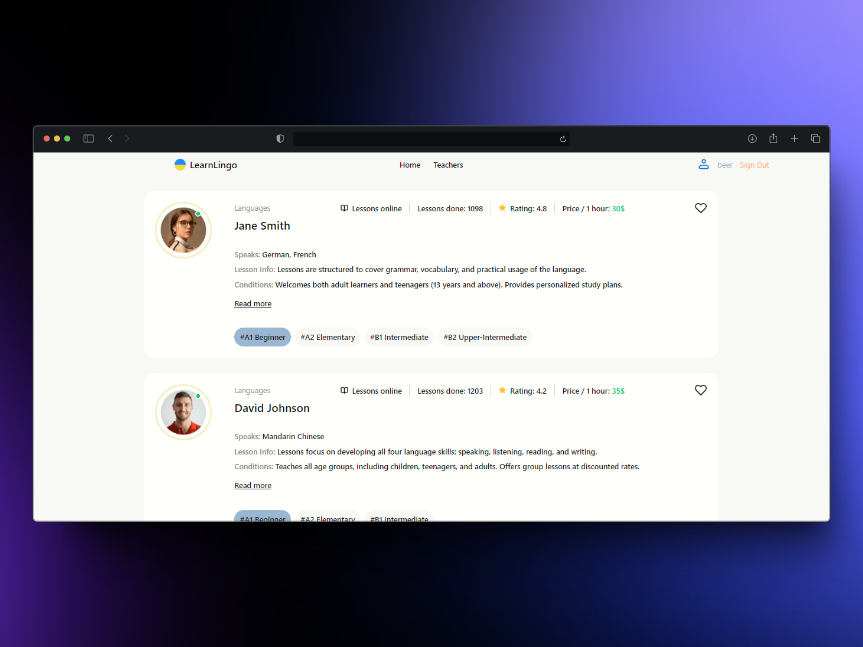 LearnLingo Home Teachers beer Sign Out
Languages Lessons online Lessons done: 1098 Rating: 4.8 Price / 1 hour: 30$
Jane Smith
Speaks: German, French
Lesson Info: Lessons are structured to cover grammar, vocabulary, and practical usage of the language.
Conditions: Welcomes both adult learners and teenagers (13 years and above). Provides personalized study plans.
Read more
#A1 Beginner #A2 Elementary #B1 Intermediate #B2 Upper-Intermediate
Languages Lessons online Lessons done: 1203 Rating: 4.2 Price / 1 hour: 35$
David Johnson
Speaks: Mandarin Chinese
Lesson Info: Lessons focus on developing all four language skills: speaking, listening, reading, and writing.
Conditions: Teaches all age groups, including children, teenagers, and adults. Offers group lessons at discounted rates.
Read more
#A1 Beginner #A2 Elementary #B1 Intermediate